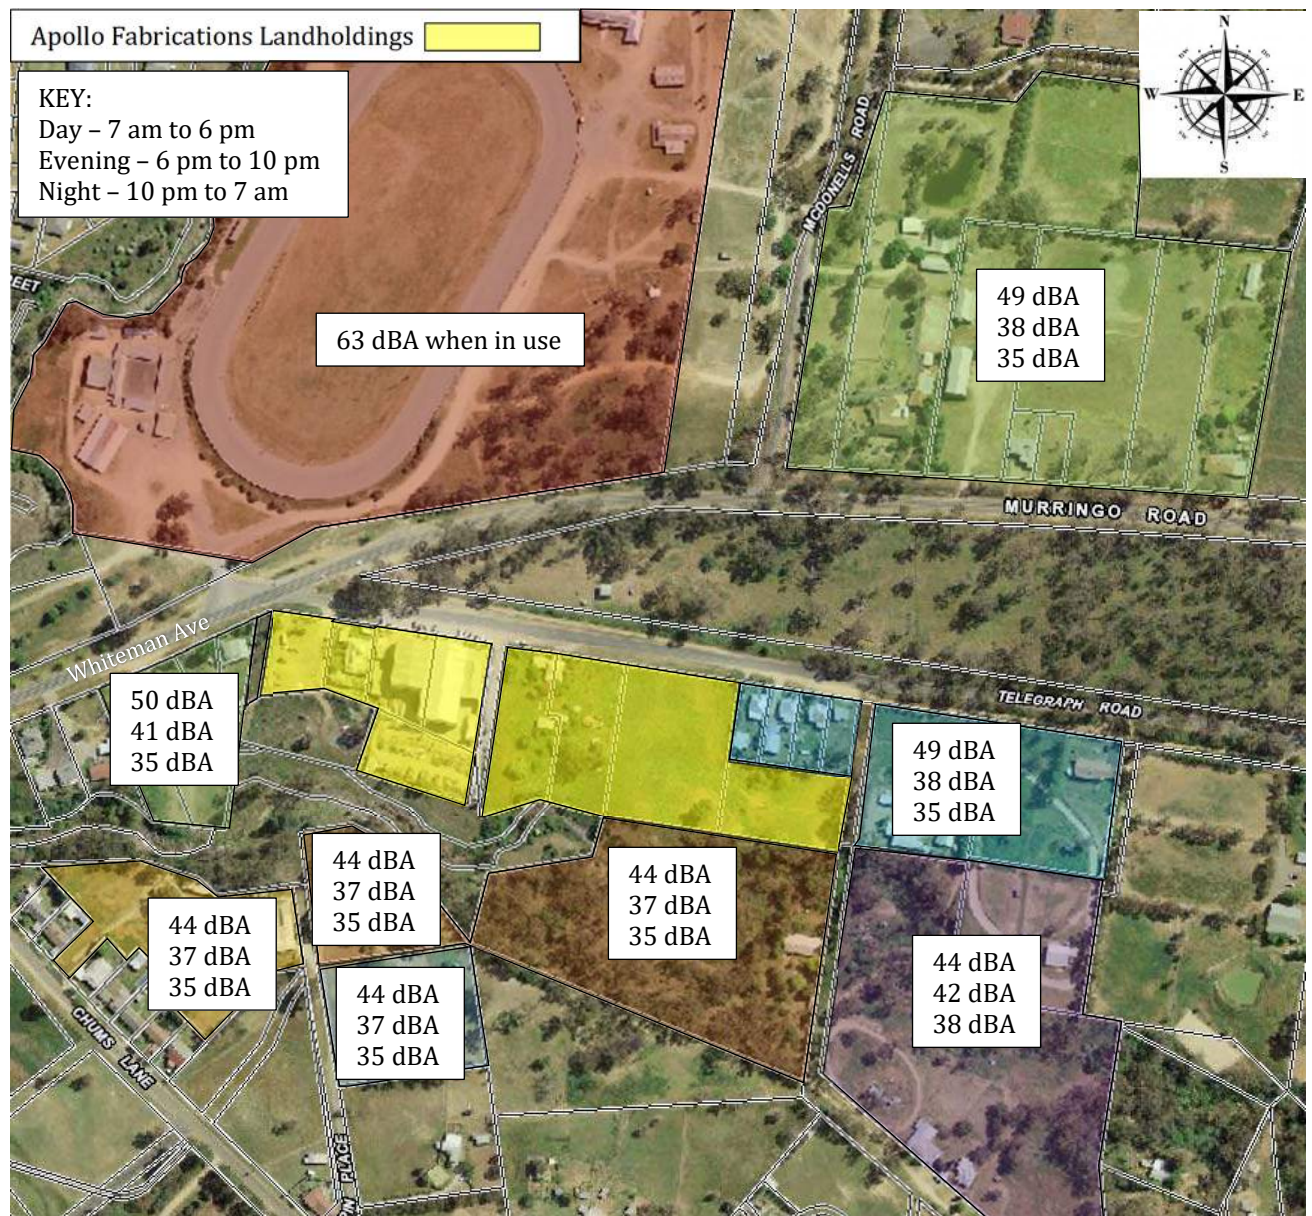 Apollo Fabrications Landholdings
KEY:
Day – 7 am to 6 pm
Evening – 6 pm to 10 pm
Night – 10 pm to 7 am
N
W
E
S
MCDONELLS ROAD
EET
63 dBA when in use
49 dBA
38 dBA
35 dBA
MURRINGO ROAD
Whiteman Ave
TELEGRAPH ROAD
50 dBA
41 dBA
35 dBA
49 dBA
38 dBA
35 dBA
44 dBA
37 dBA
35 dBA
44 dBA
37 dBA
35 dBA
44 dBA
37 dBA
35 dBA
44 dBA
37 dBA
35 dBA
44 dBA
42 dBA
38 dBA
CHUMS LANE
PIN PLACE